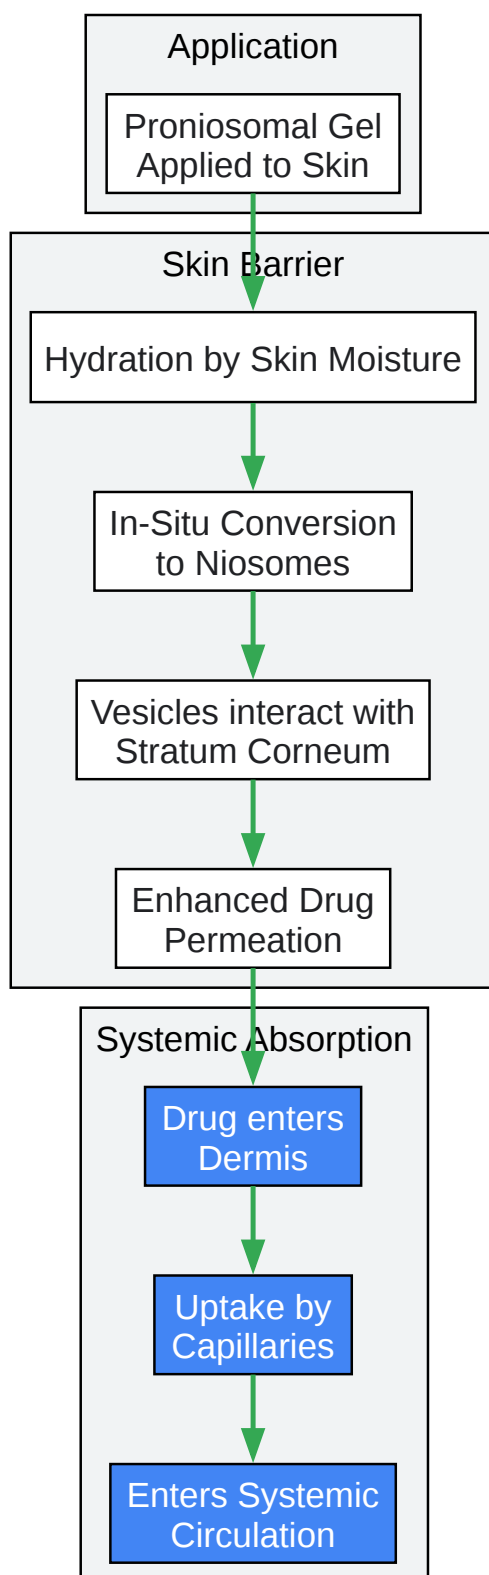 Application
Proniosomal Gel
Applied to Skin
Skin Barrier
Hydration by Skin Moisture
In-Situ Conversion
to Niosomes
Vesicles interact with
Stratum Corneum
Enhanced Drug
Permeation
Systemic Absorption
Drug enters
Dermis
Uptake by
Capillaries
Enters Systemic
Circulation